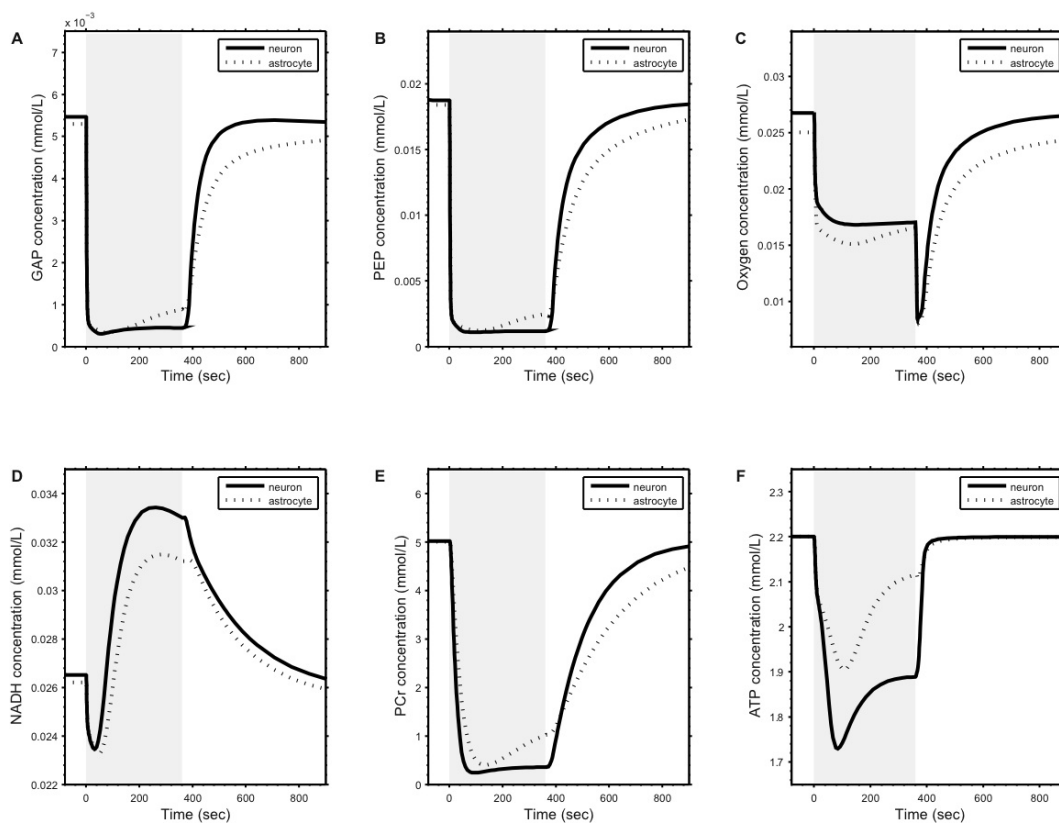 x 10⁻³
A
neuron
astrocyte
7
6
5
4
3
2
1
0
GAP concentration (mmol/L)
0 200 400 600 800
Time (sec)
B
neuron
astrocyte
0.02
0.015
0.01
0.005
0
PEP concentration (mmol/L)
0 200 400 600 800
Time (sec)
C
neuron
astrocyte
0.03
0.025
0.02
0.015
0.01
Oxygen concentration (mmol/L)
0 200 400 600 800
Time (sec)
D
neuron
astrocyte
0.034
0.032
0.03
0.028
0.026
0.024
0.022
NADH concentration (mmol/L)
0 200 400 600 800
Time (sec)
E
neuron
astrocyte
6
5
4
3
2
1
0
PCr concentration (mmol/L)
0 200 400 600 800
Time (sec)
F
neuron
astrocyte
2.3
2.2
2.1
2
1.9
1.8
1.7
ATP concentration (mmol/L)
0 200 400 600 800
Time (sec)